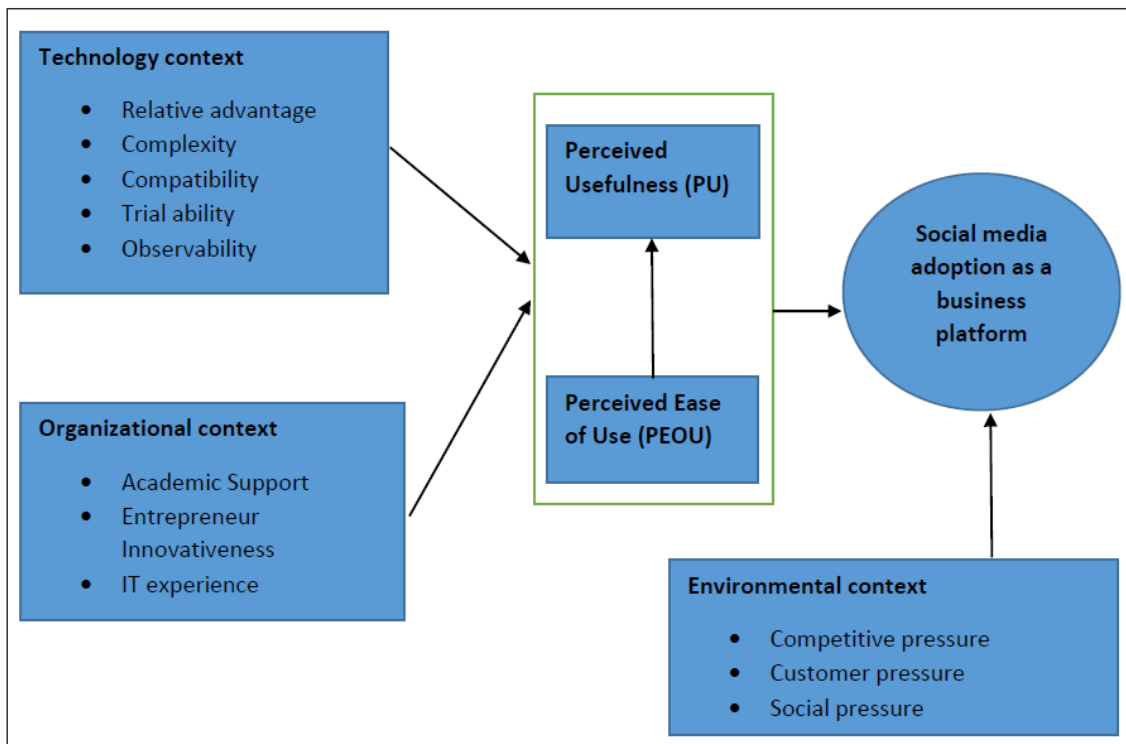 Technology context
• Relative advantage
• Complexity
• Compatibility
• Trial ability
• Observability
Perceived
Usefulness (PU)
Social media
adoption as a
business
platform
Perceived Ease
of Use (PEOU)
Organizational context
• Academic Support
• Entrepreneur
Innovativeness
• IT experience
Environmental context
• Competitive pressure
• Customer pressure
• Social pressure